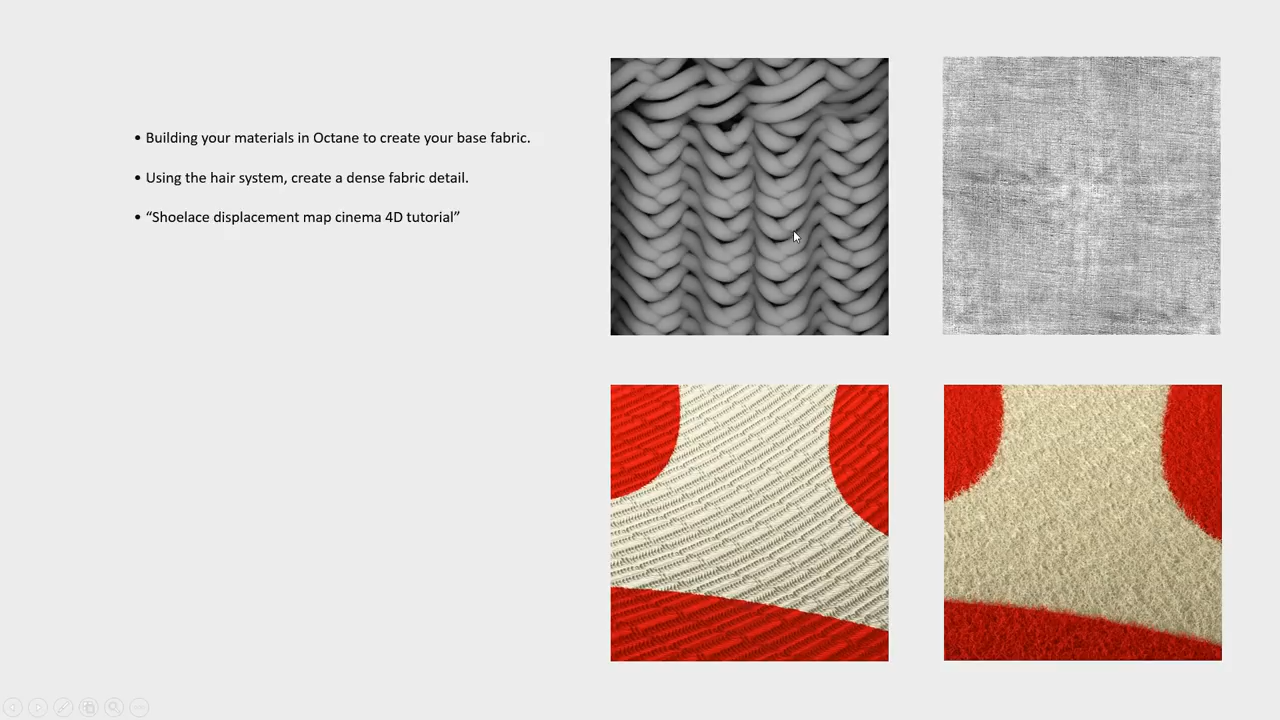 • Building your materials in Octane to create your base fabric.
• Using the hair system, create a dense fabric detail.
• “Shoelace displacement map cinema 4D tutorial”